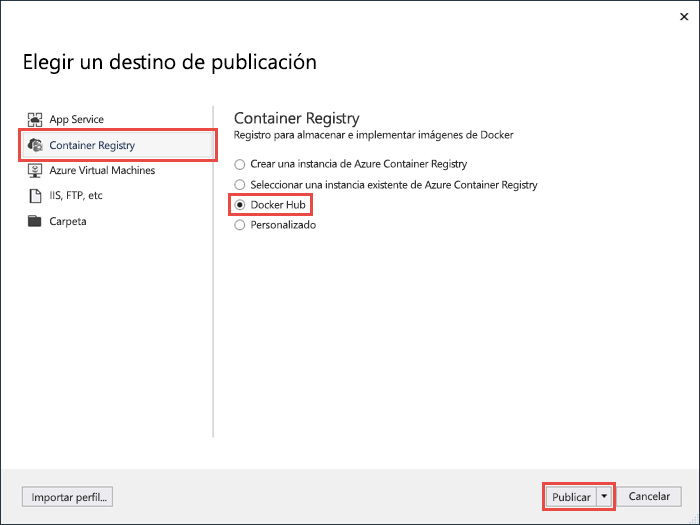 Elegir un destino de publicación
App Service
Container Registry
Azure Virtual Machines
IIS, FTP, etc
Carpeta
Container Registry
Registro para almacenar e implementar imágenes de Docker
Crear una instancia de Azure Container Registry
Seleccionar una instancia existente de Azure Container Registry
Docker Hub
Personalizado
Importar perfil...
Publicar
Cancelar